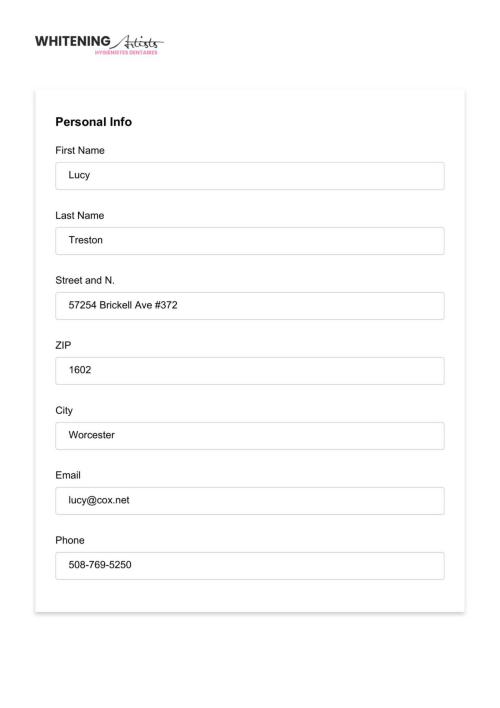 WHITENING Artists
HYGIÉNISTES DENTAIRES
Personal Info
First Name
Lucy
Last Name
Treston
Street and N.
57254 Brickell Ave #372
ZIP
1602
City
Worcester
Email
lucy@cox.net
Phone
508-769-5250